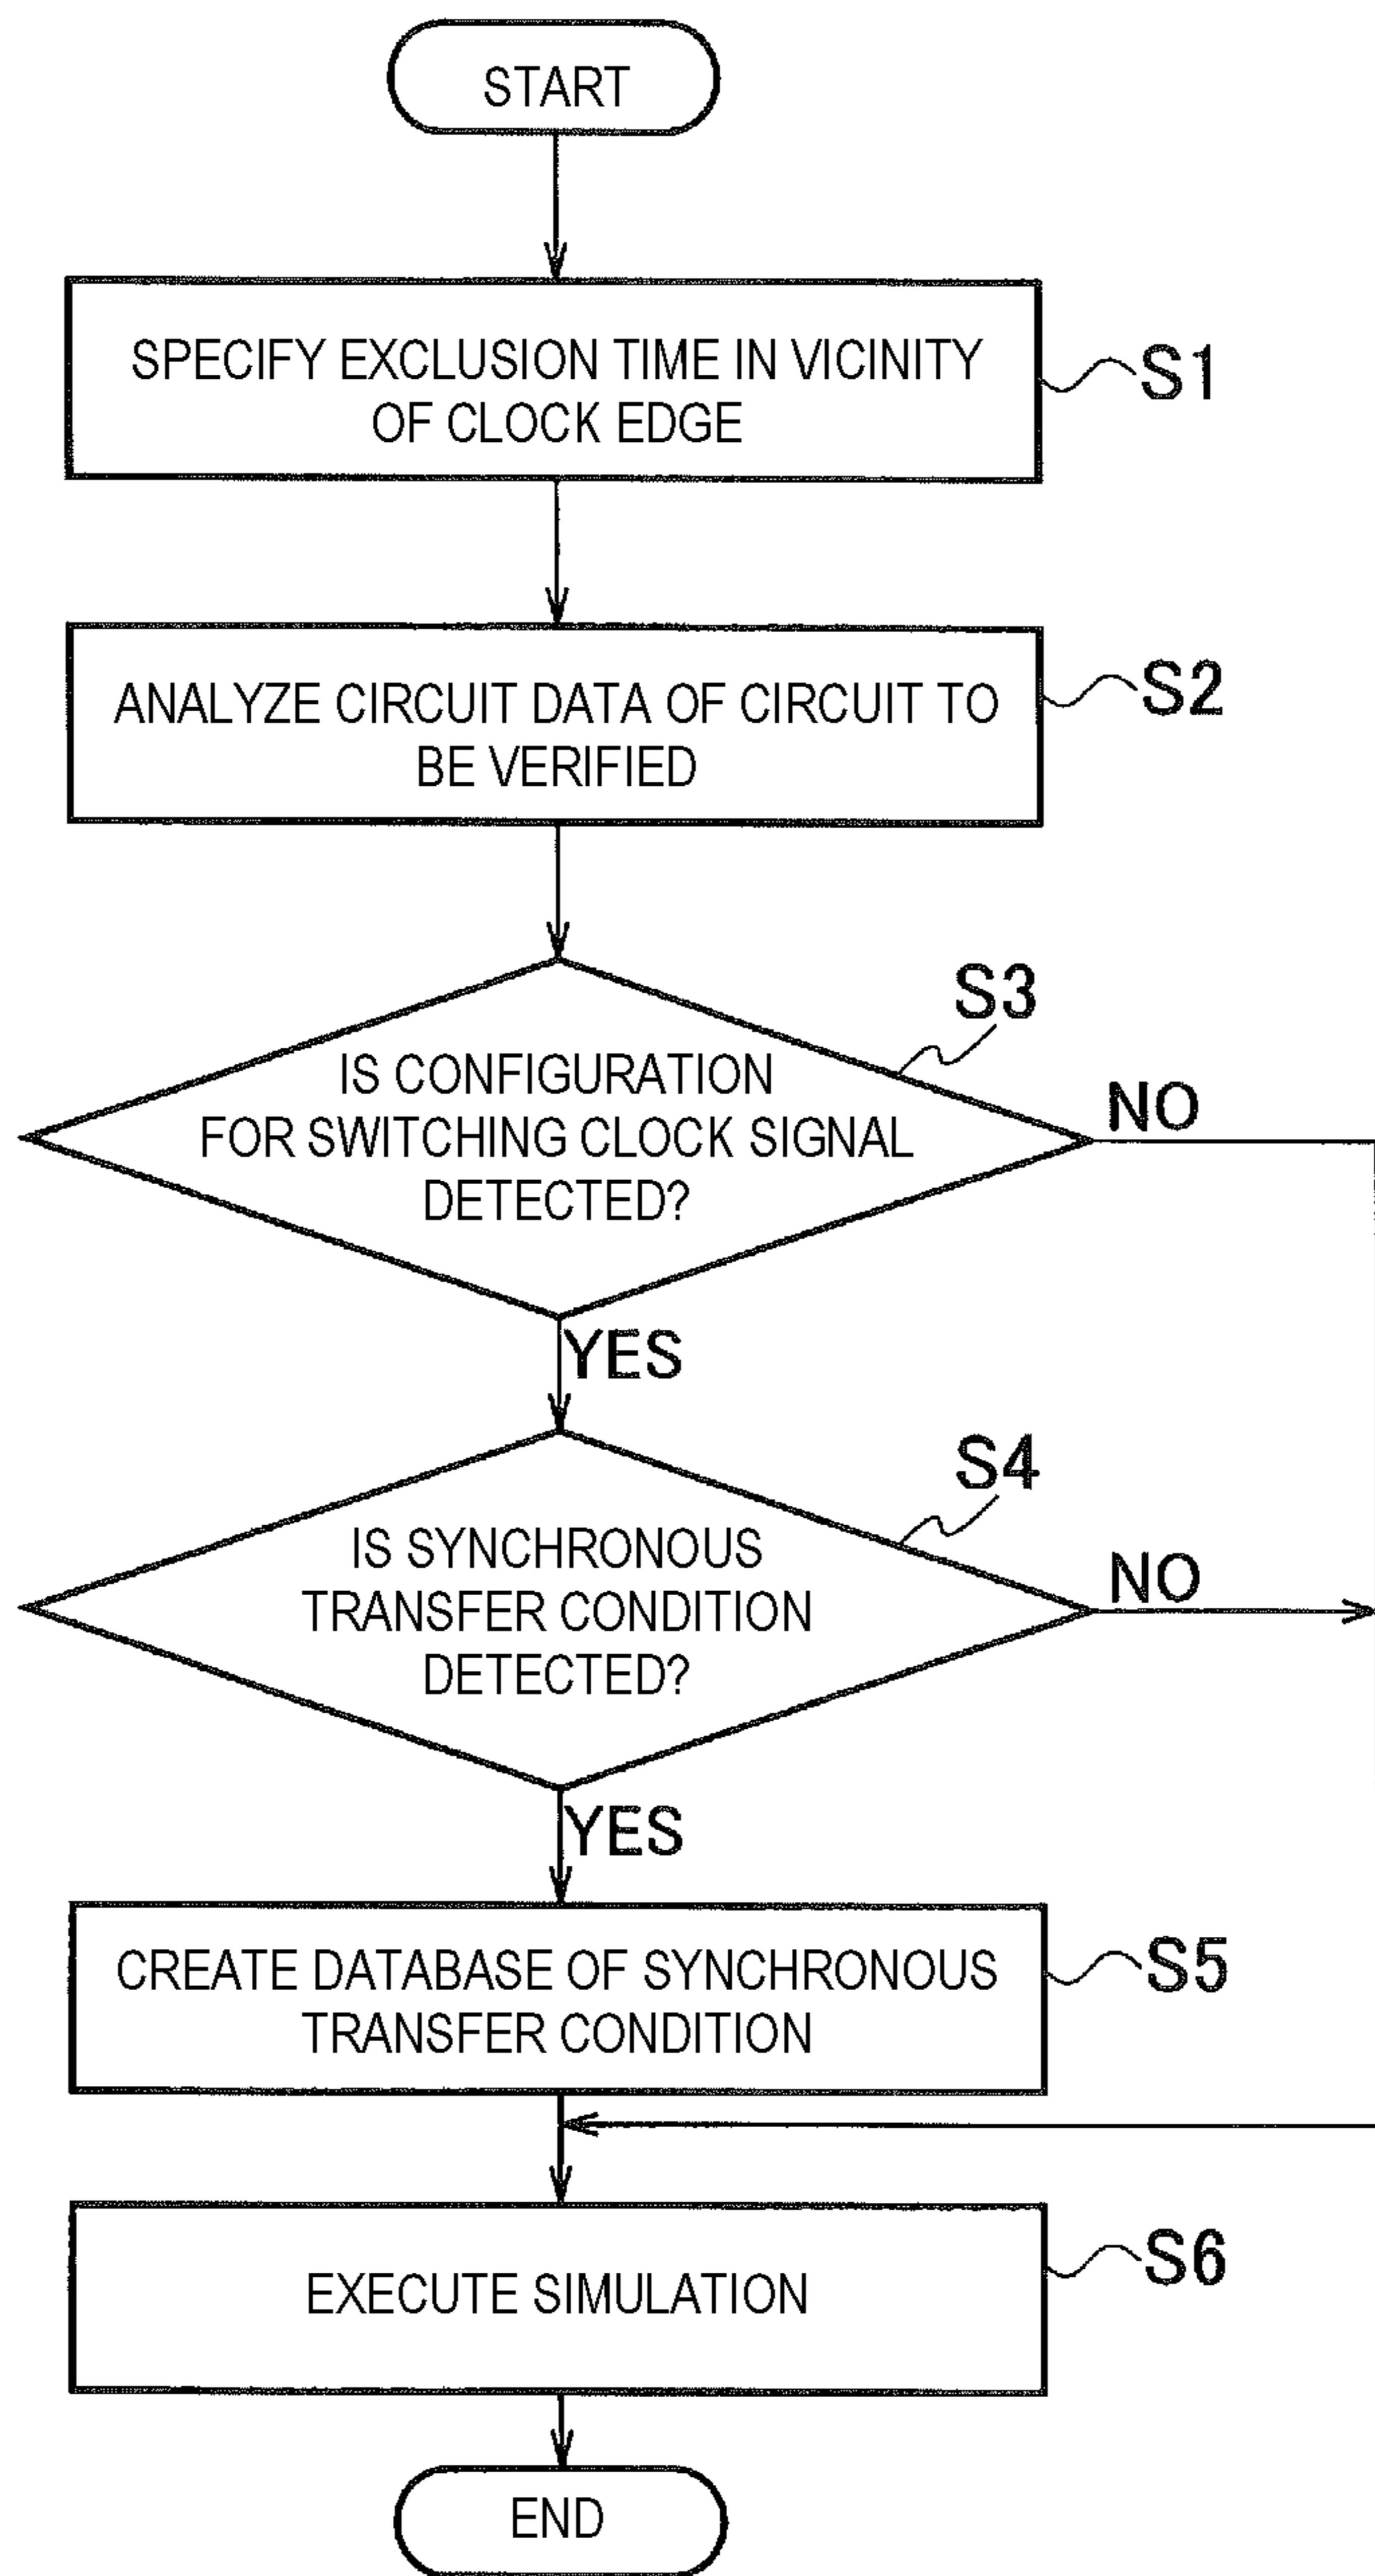 START
SPECIFY EXCLUSION TIME IN VICINITY
OF CLOCK EDGE
S1
ANALYZE CIRCUIT DATA OF CIRCUIT TO
BE VERIFIED
S2
S3
IS CONFIGURATION
FOR SWITCHING CLOCK SIGNAL
DETECTED?
NO
YES
S4
IS SYNCHRONOUS
TRANSFER CONDITION
DETECTED?
NO
YES
CREATE DATABASE OF SYNCHRONOUS
TRANSFER CONDITION
S5
EXECUTE SIMULATION
S6
END